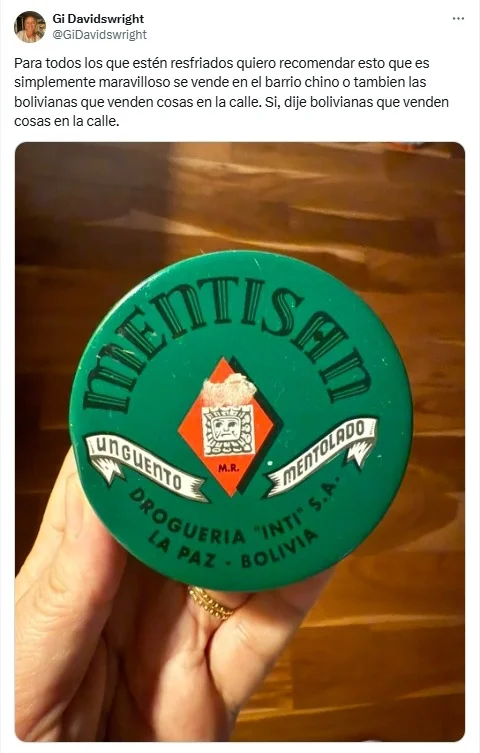 Gi Davidswright
@GiDavidswright
Para todos los que estén resfriados quiero recomendar esto que es
simplemente maravilloso se vende en el barrio chino o tambien las
bolivianas que venden cosas en la calle. Si, dije bolivianas que venden
cosas en la calle.
MENTISAN
UNGUENTO
M.R.
MENTOLADO
DROGUERIA "INTI" S.A.
LA PAZ - BOLIVIA